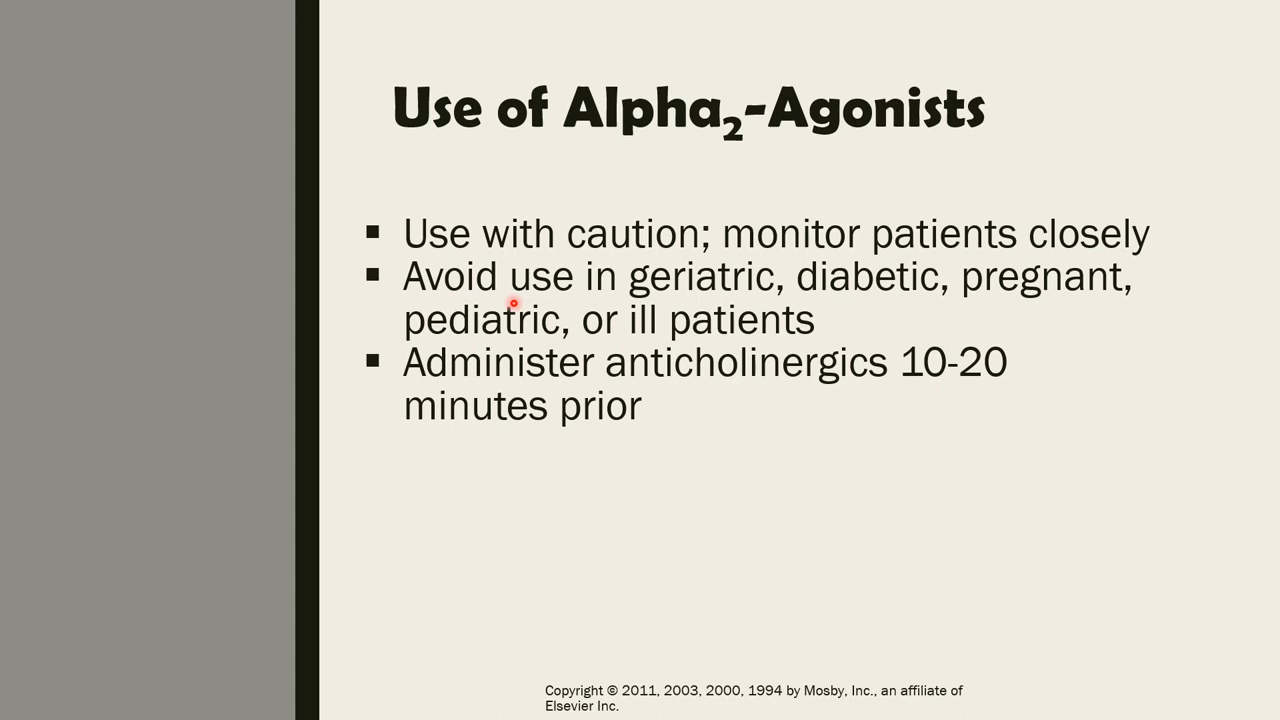 Use of Alpha₂-Agonists
▪ Use with caution; monitor patients closely
▪ Avoid use in geriatric, diabetic, pregnant,
pediatric, or ill patients
▪ Administer anticholinergics 10-20
minutes prior
Copyright © 2011, 2003, 2000, 1994 by Mosby, Inc., an affiliate of
Elsevier Inc.